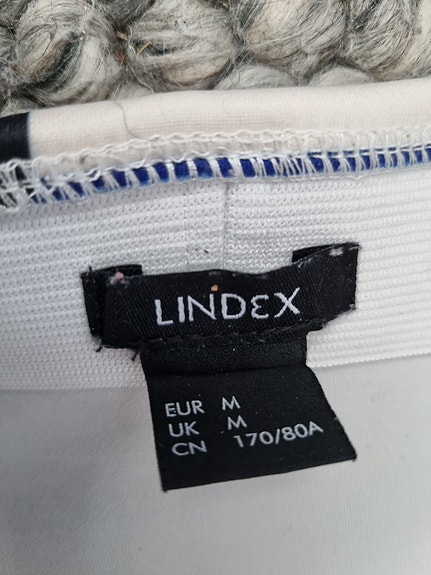 LINDEX
EUR M
UK M
CN 170/80A